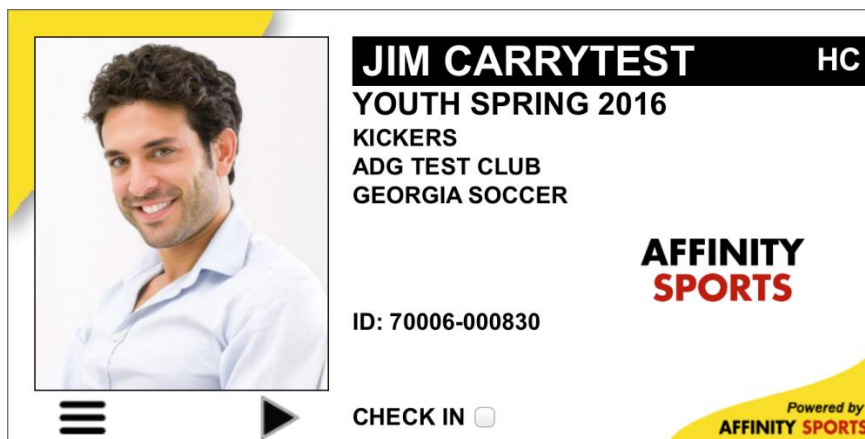 JIM CARRYTEST HC
YOUTH SPRING 2016
KICKERS
ADG TEST CLUB
GEORGIA SOCCER
AFFINITY
SPORTS
ID: 70006-000830
CHECK IN
Powered by
AFFINITY SPORTS